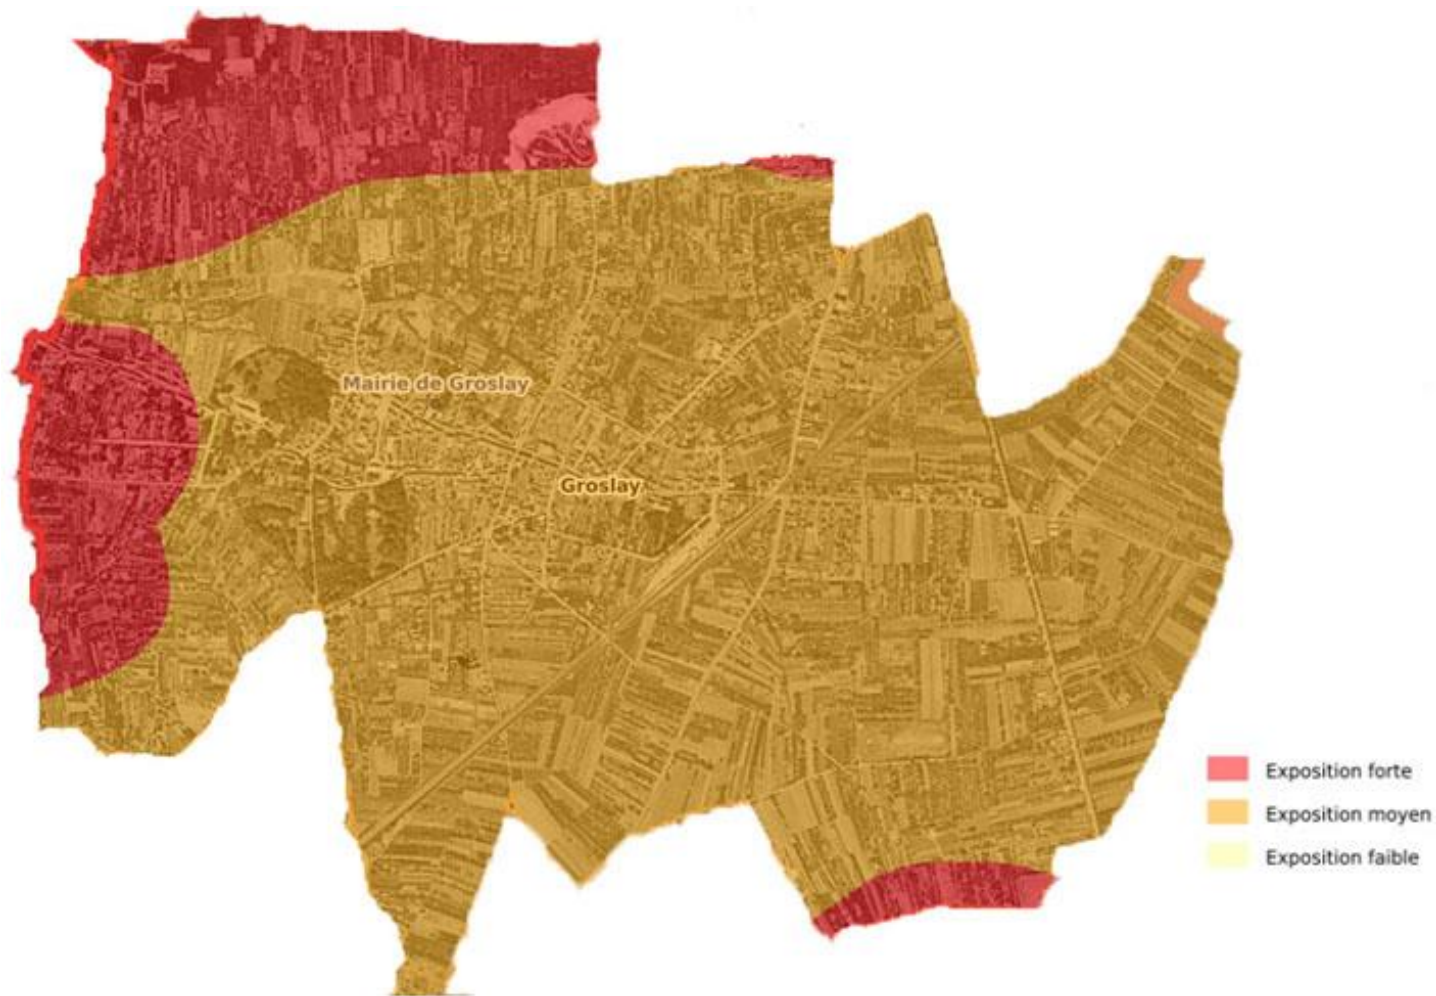 Mairie de Groslay
Groslay
Exposition forte
Exposition moyen
Exposition faible